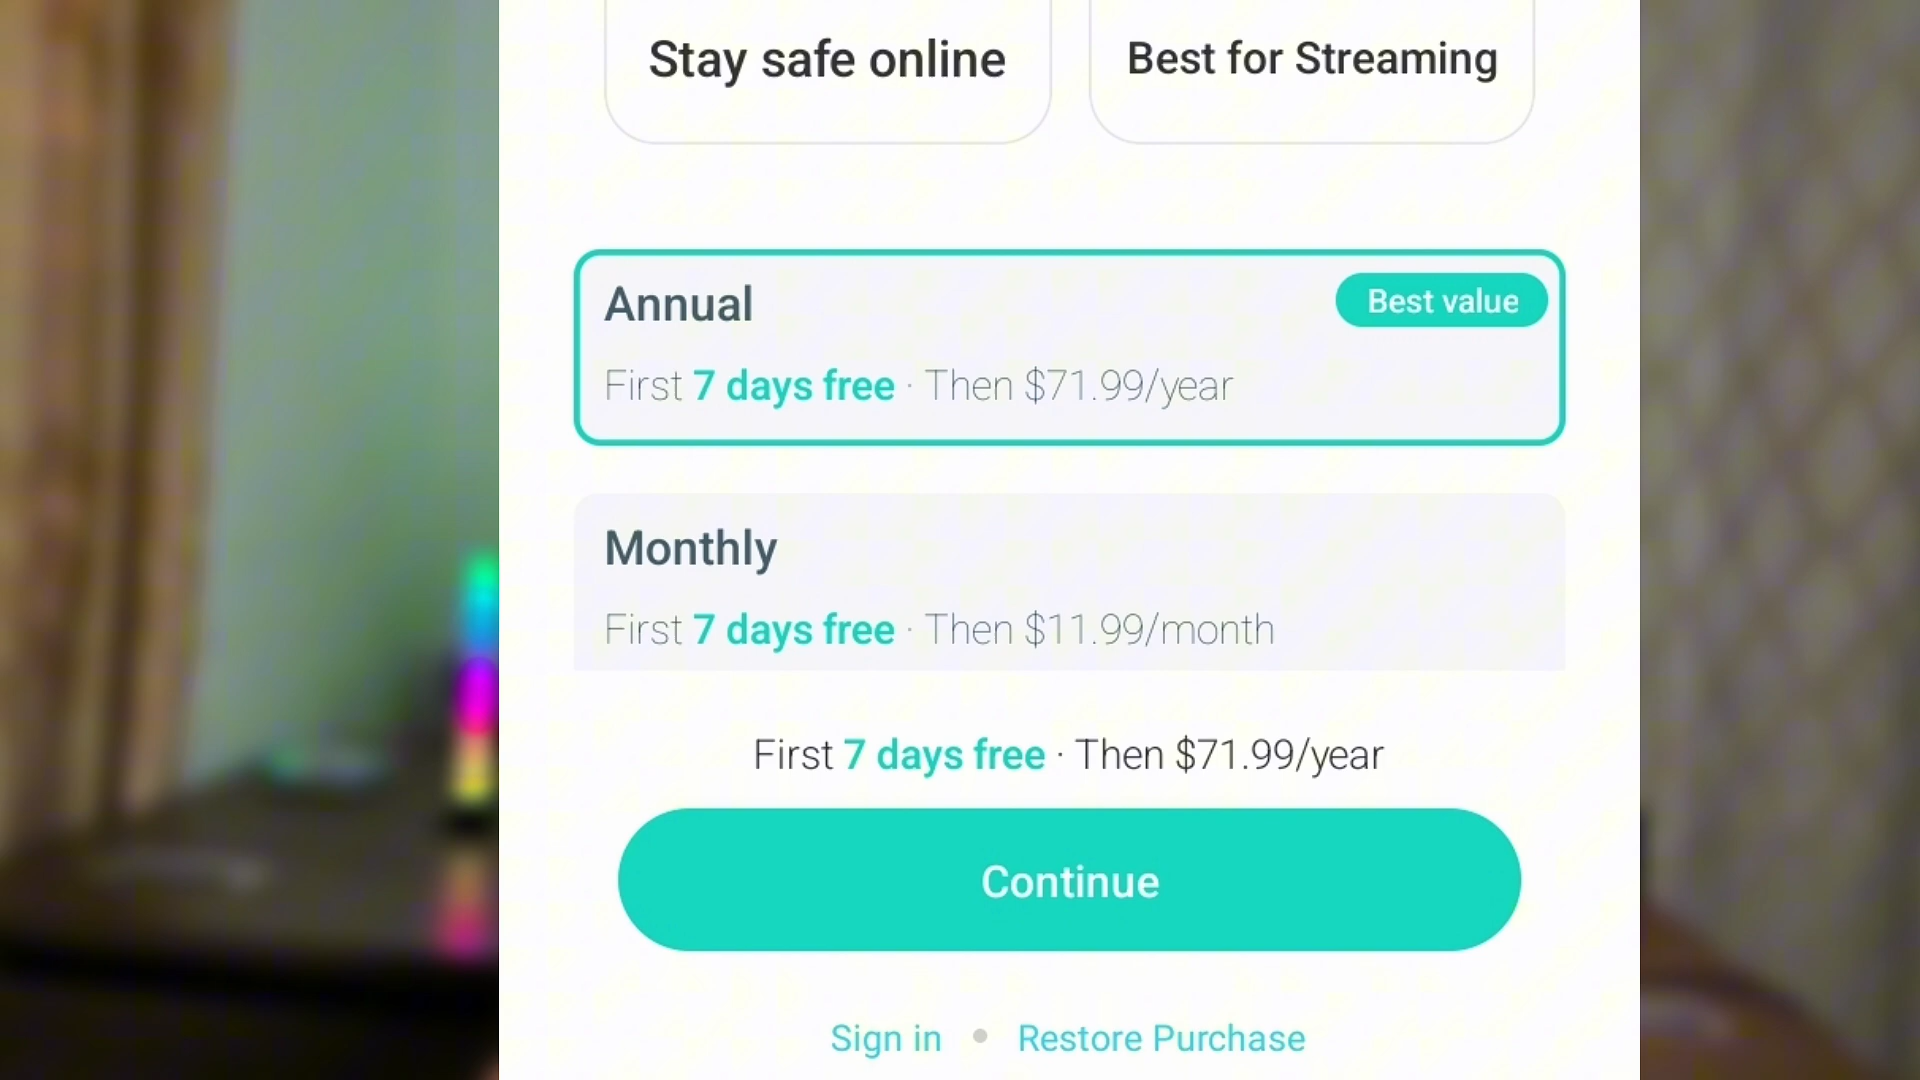 Stay safe online
Best for Streaming
Annual
Best value
First 7 days free · Then $71.99/year
Monthly
First 7 days free · Then $11.99/month
First 7 days free · Then $71.99/year
Continue
Sign in • Restore Purchase